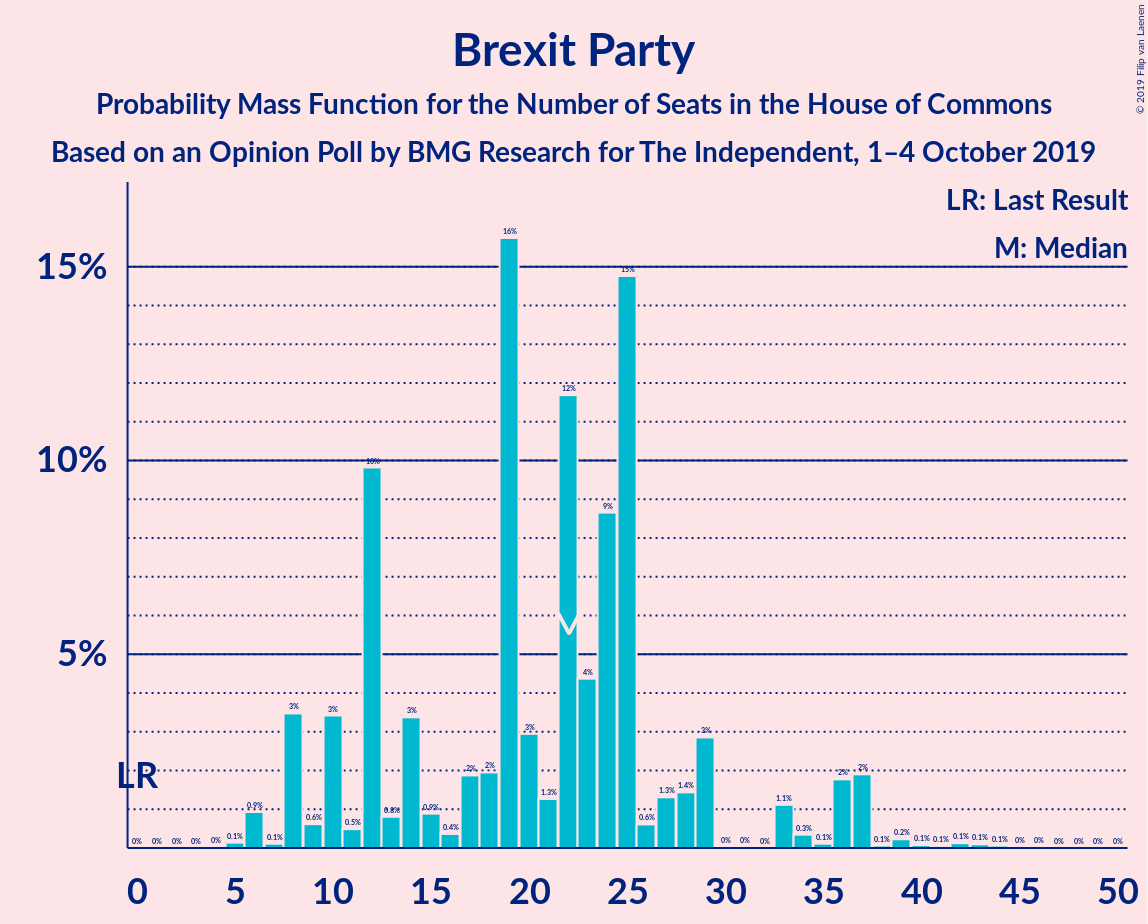 Brexit Party
Probability Mass Function for the Number of Seats in the House of Commons
Based on an Opinion Poll by BMG Research for The Independent, 1–4 October 2019
© 2019 Filip van Laenen
LR: Last Result
M: Median
15%
10%
5%
LR
0% 0% 0% 0% 0% 0.1% 0.9% 0.1% 3% 0.6% 3% 0.5% 10% 0.8% 3% 0.9% 0.4% 2% 2% 16% 3% 1.3% 12% 4% 9% 15% 0.6% 1.3% 1.4% 3% 0% 0% 0% 1.1% 0.3% 0.1% 2% 2% 0.1% 0.2% 0.1% 0.1% 0.1% 0.1% 0.1% 0% 0% 0% 0% 0% 0%
0 5 10 15 20 25 30 35 40 45 50